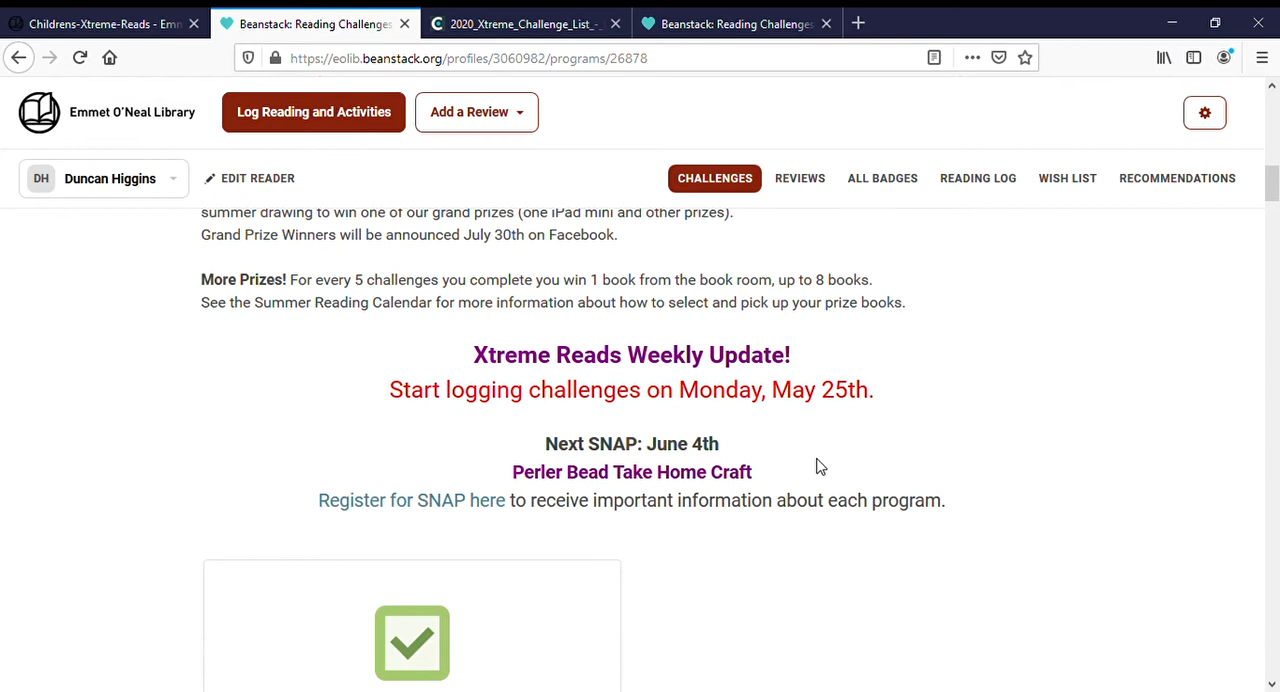 Childrens-Xtreme-Reads - Emm
Beanstack: Reading Challenges,
2020_Xtreme_Challenge_List_-
Beanstack: Reading Challenges,
https://eolib.beanstack.org/profiles/3060982/programs/26878
Emmet O'Neal Library
Log Reading and Activities
Add a Review
DH
Duncan Higgins
EDIT READER
CHALLENGES
REVIEWS
ALL BADGES
READING LOG
WISH LIST
RECOMMENDATIONS
summer drawing to win one of our grand prizes (one iPad mini and other prizes).
Grand Prize Winners will be announced July 30th on Facebook.
More Prizes! For every 5 challenges you complete you win 1 book from the book room, up to 8 books.
See the Summer Reading Calendar for more information about how to select and pick up your prize books.
Xtreme Reads Weekly Update!
Start logging challenges on Monday, May 25th.
Next SNAP: June 4th
Perler Bead Take Home Craft
Register for SNAP here to receive important information about each program.